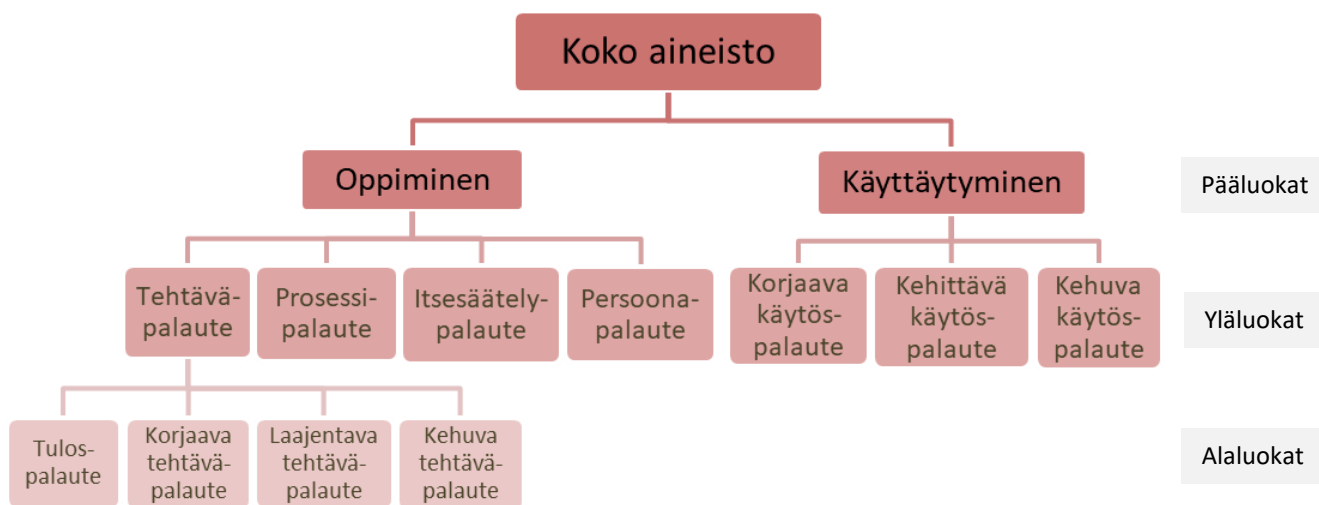 Koko aineisto
Oppiminen
Käyttäytyminen
Pääluokat
Tehtävä-
palaute
Prosessi-
palaute
Itsesäätely-
palaute
Persoona-
palaute
Korjaava
käytös-
palaute
Kehittävä
käytös-
palaute
Kehuva
käytös-
palaute
Yläluokat
Tulos-
palaute
Korjaava
tehtävä-
palaute
Laajentava
tehtävä-
palaute
Kehuva
tehtävä-
palaute
Alaluokat